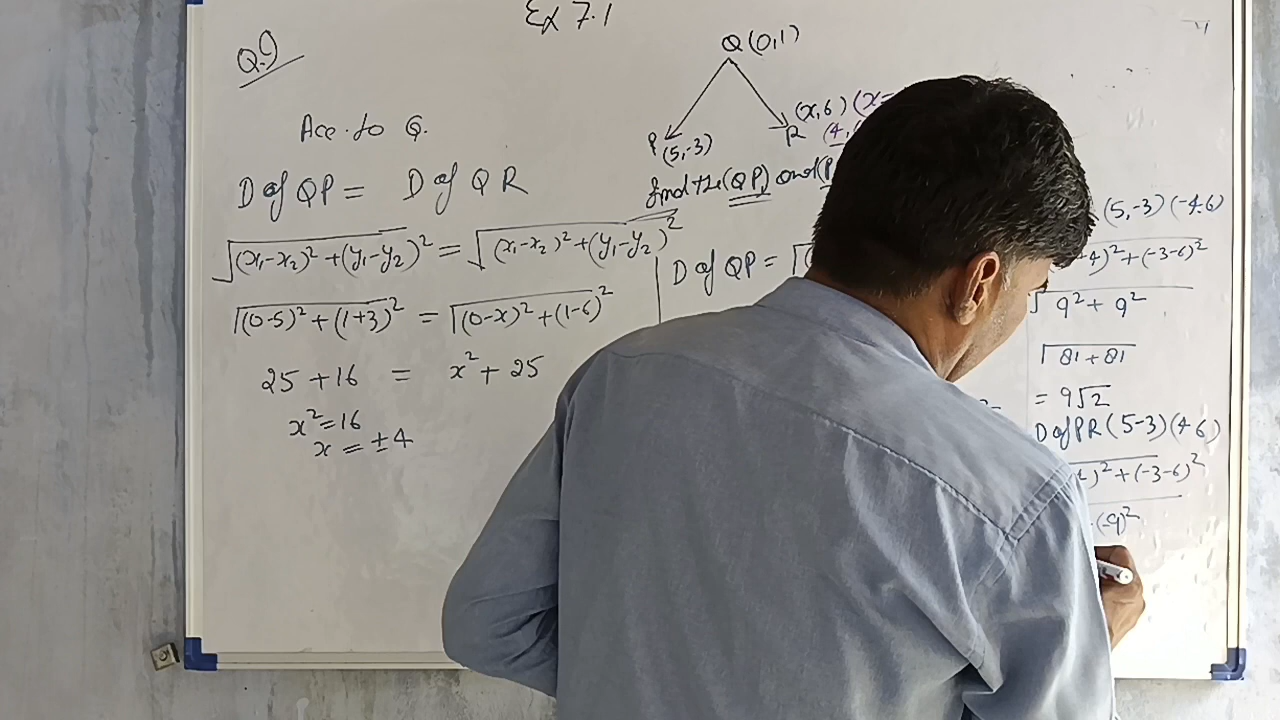 Ex 7.1
Q.9
Q(0,1)
Acc. to Q.
P
(5,-3)
R
(x,6) (x=
(4,
find the (QP) and (P
D of QP = D of QR
√(x₁-x₂)² + (y₁-y₂)² = √(x₁-x₂)² + (y₁-y₂)²
√(0-5)² + (1+3)² = √(0-x)² + (1-6)²
25 + 16 = x² + 25
x² = 16
x = ±4
D of QP = √(
(5,-3) (-4.6)
+4)² + (-3-6)²
√9² + 9²
√81 + 81
= 9√2
D of PR (5-3) (4 6)
)² + (-3-6)²
(-9)²